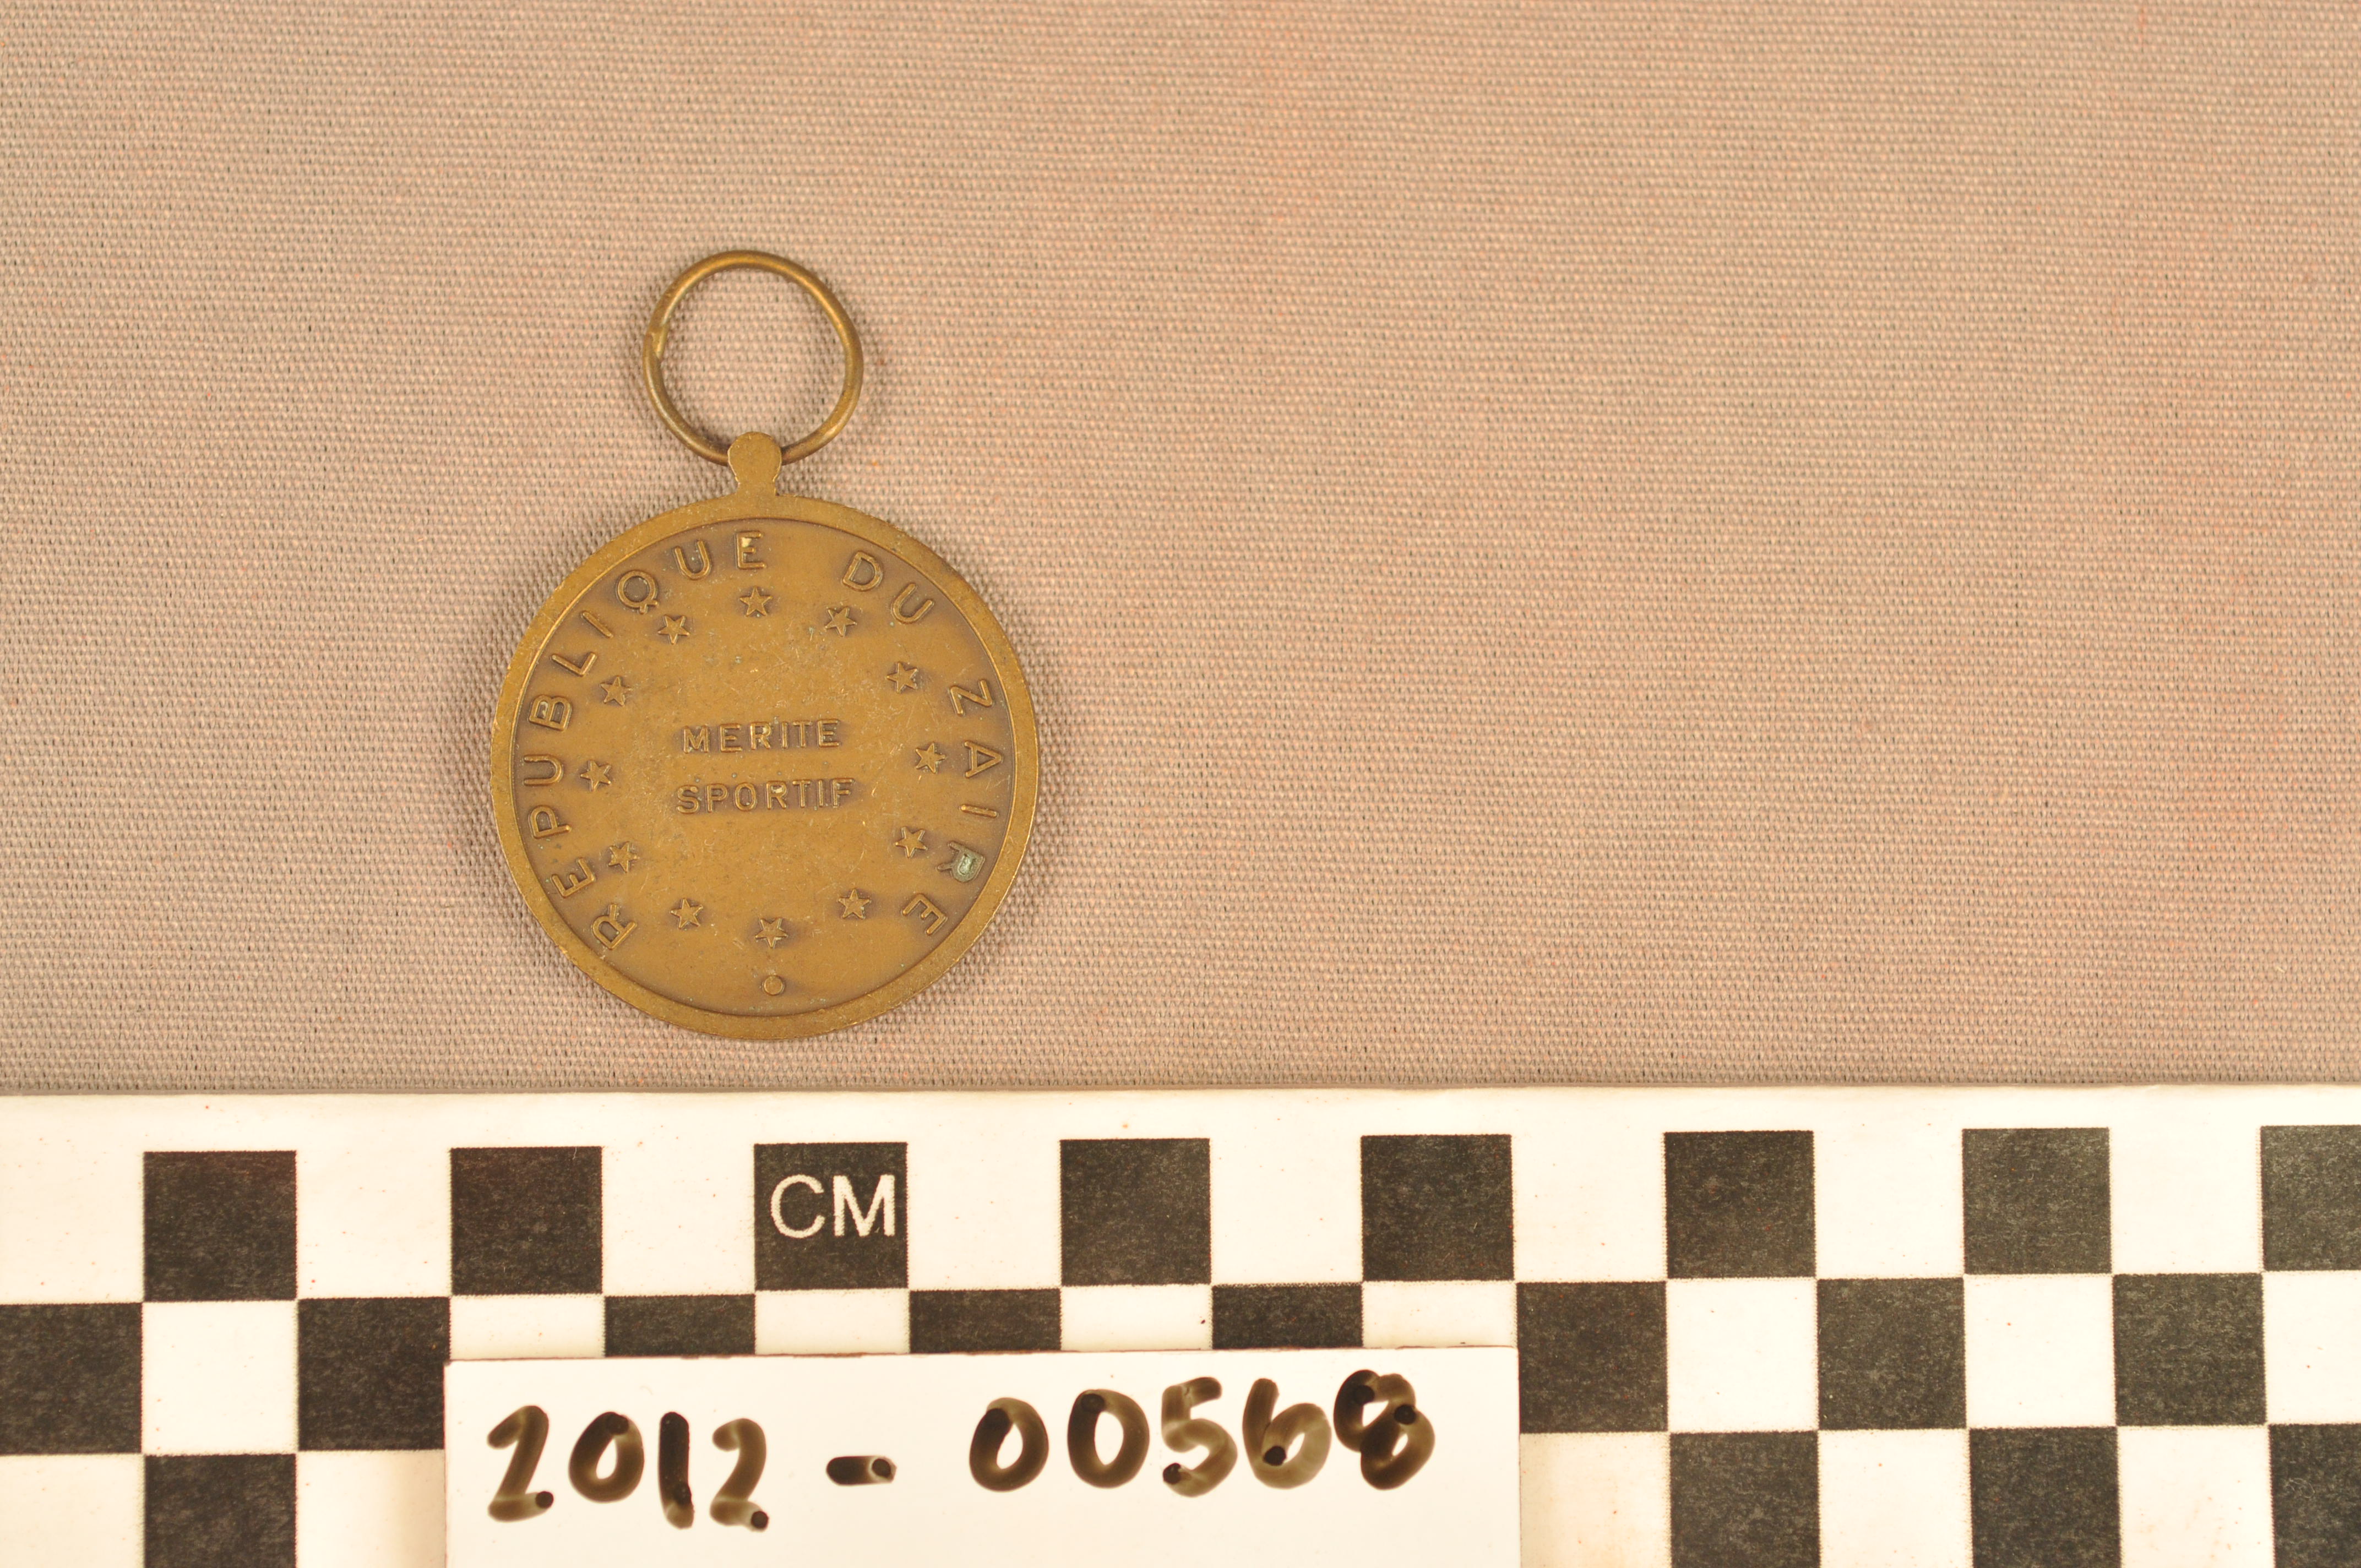 REPUBLIQUE DU ZAIRE
MERITE
SPORTIF
CM
2012-00568